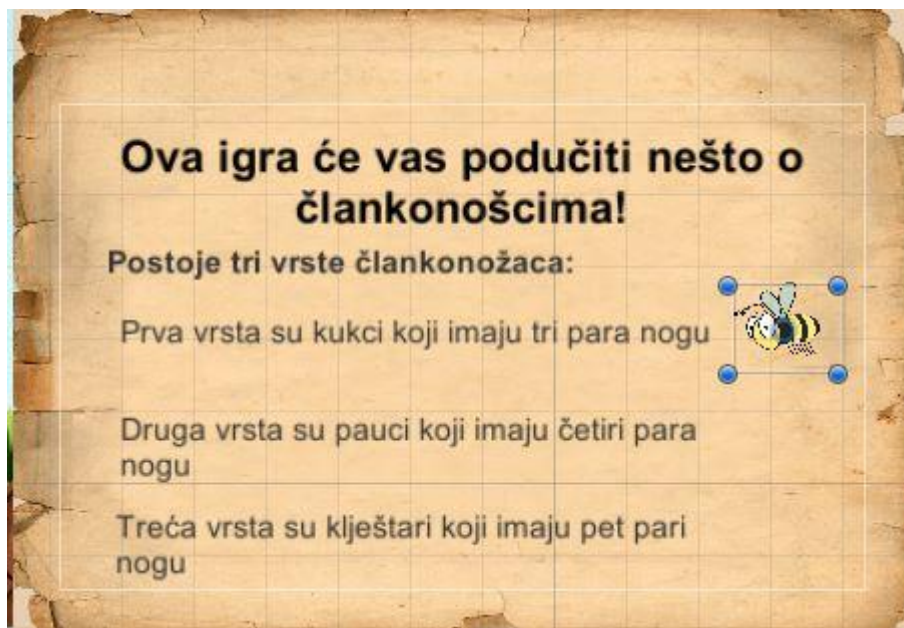 Ova igra će vas podučiti nešto o
člankonošcima!
Postoje tri vrste člankonožaca:
Prva vrsta su kukci koji imaju tri para nogu
Druga vrsta su pauci koji imaju četiri para
nogu
Treća vrsta su klještari koji imaju pet pari
nogu